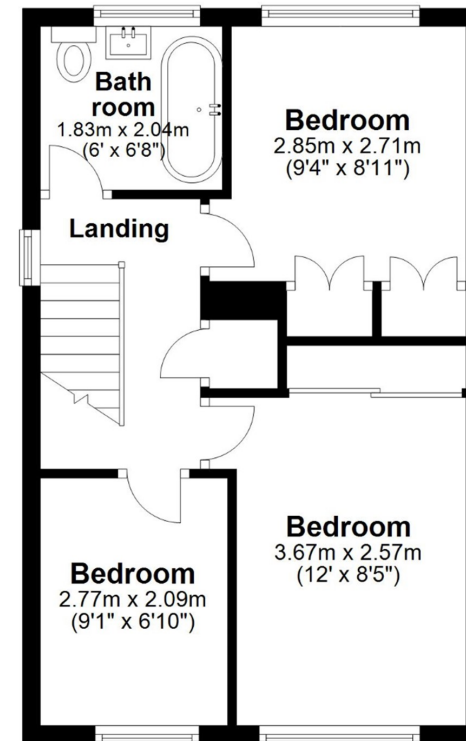 Bath
room
1.83m x 2.04m
(6' x 6'8")
Bedroom
2.85m x 2.71m
(9'4" x 8'11")
Landing
Bedroom
3.67m x 2.57m
(12' x 8'5")
Bedroom
2.77m x 2.09m
(9'1" x 6'10")